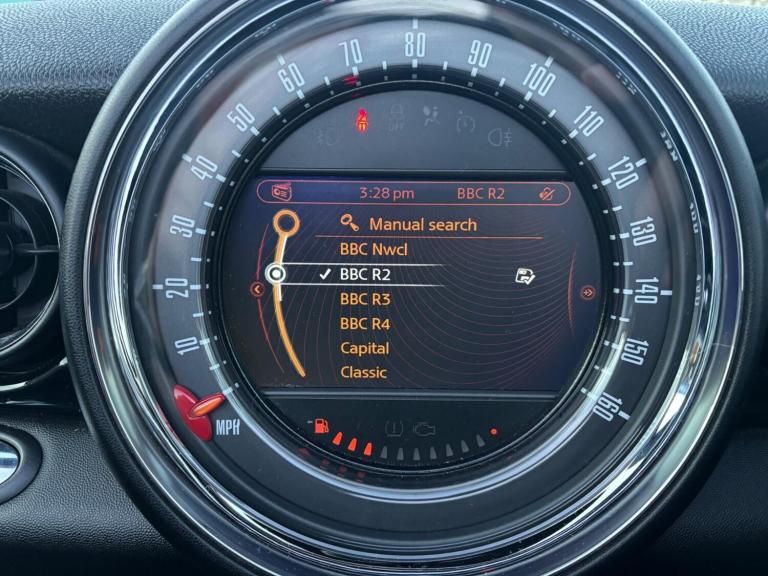 80
70
90
60
100
50
110
OFF
40
120
3:28 pm BBC R2
Manual search
30
130
BBC Nwcl
BBC R2
20
140
BBC R3
BBC R4
10
150
Capital
Classic
160
MPH